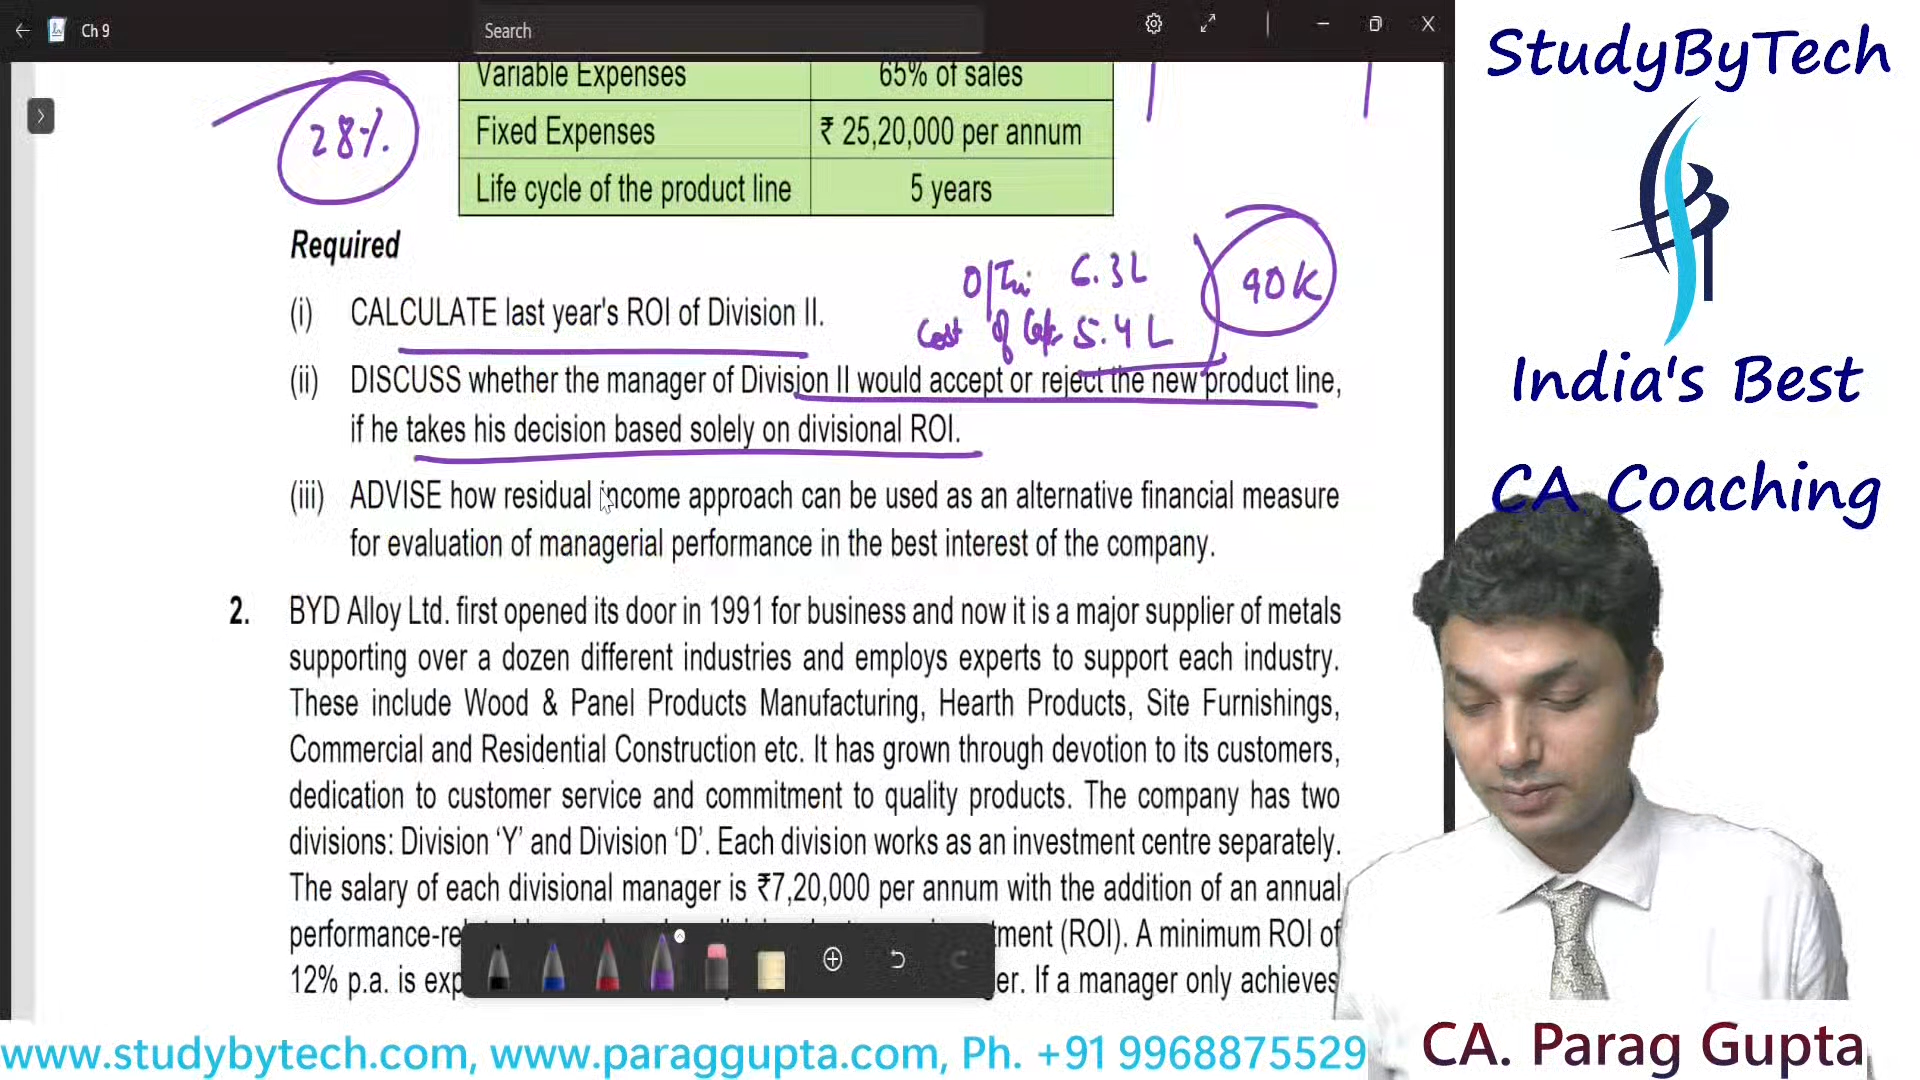 Ch 9
Search
StudyByTech
Variable Expenses 65% of sales
28%
Fixed Expenses ₹ 25,20,000 per annum
Life cycle of the product line 5 years
Required
6.3L
90K
(i) CALCULATE last year's ROI of Division II.
Cost of Cap. 5.4 L
India's Best
(ii) DISCUSS whether the manager of Division II would accept or reject the new product line,
if he takes his decision based solely on divisional ROI.
CA Coaching
(iii) ADVISE how residual income approach can be used as an alternative financial measure
for evaluation of managerial performance in the best interest of the company.
2. BYD Alloy Ltd. first opened its door in 1991 for business and now it is a major supplier of metals
supporting over a dozen different industries and employs experts to support each industry.
These include Wood & Panel Products Manufacturing, Hearth Products, Site Furnishings,
Commercial and Residential Construction etc. It has grown through devotion to its customers,
dedication to customer service and commitment to quality products. The company has two
divisions: Division ‘Y’ and Division ‘D’. Each division works as an investment centre separately.
The salary of each divisional manager is ₹7,20,000 per annum with the addition of an annual
(ROI). A minimum ROI of
12% p.a. is If a manager only achieves
www.studybytech.com, www.paraggupta.com, Ph. +91 9968875529
CA. Parag Gupta